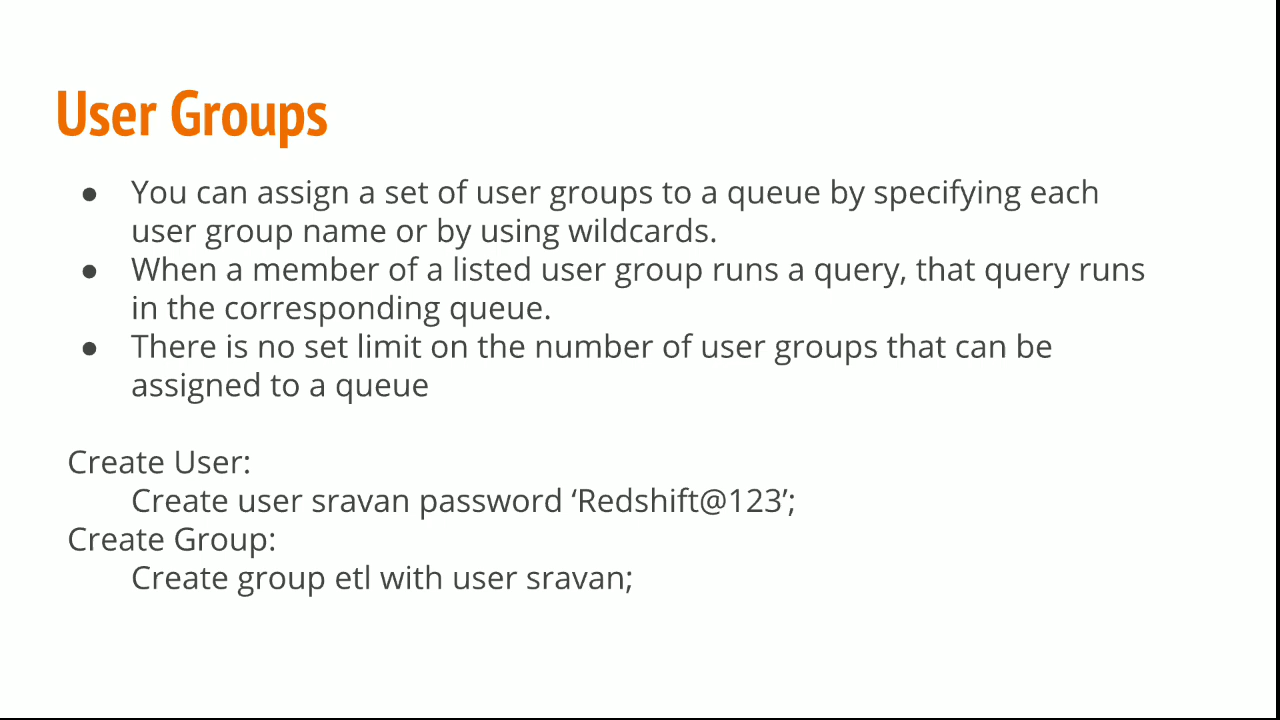 User Groups
● You can assign a set of user groups to a queue by specifying each
user group name or by using wildcards.
● When a member of a listed user group runs a query, that query runs
in the corresponding queue.
● There is no set limit on the number of user groups that can be
assigned to a queue
Create User:
Create user sravan password ‘Redshift@123’;
Create Group:
Create group etl with user sravan;